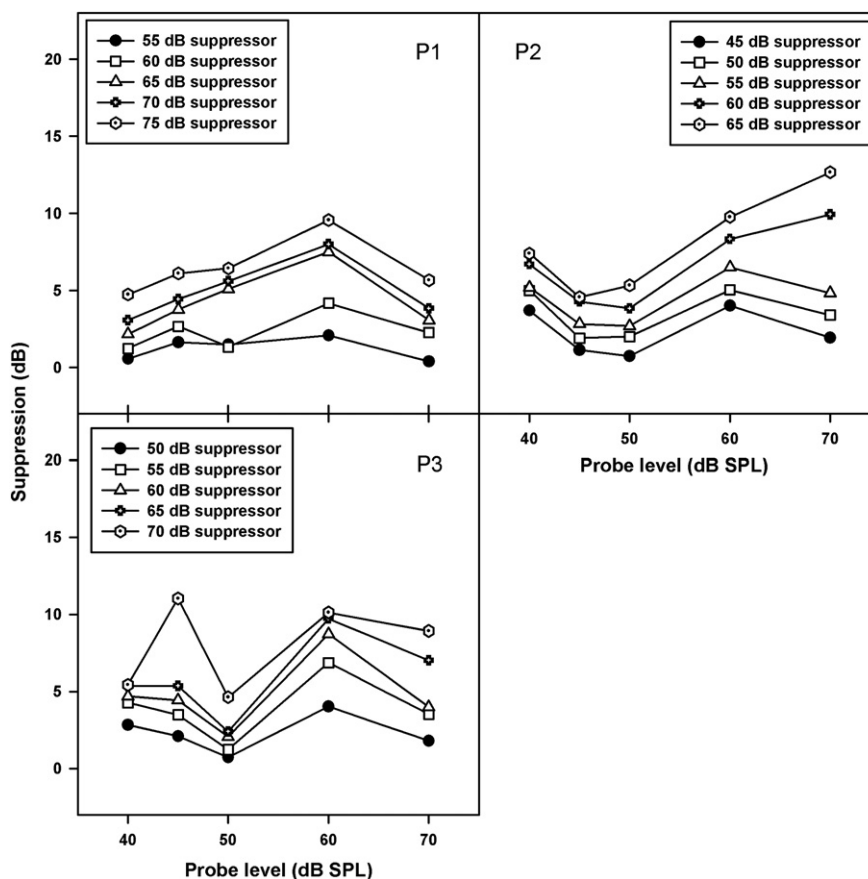 P1
55 dB suppressor
60 dB suppressor
65 dB suppressor
70 dB suppressor
75 dB suppressor
P2
45 dB suppressor
50 dB suppressor
55 dB suppressor
60 dB suppressor
65 dB suppressor
20
15
10
5
0
40 50 60 70
Probe level (dB SPL)
Suppression (dB)
P3
50 dB suppressor
55 dB suppressor
60 dB suppressor
65 dB suppressor
70 dB suppressor
20
15
10
5
0
40 50 60 70
Probe level (dB SPL)